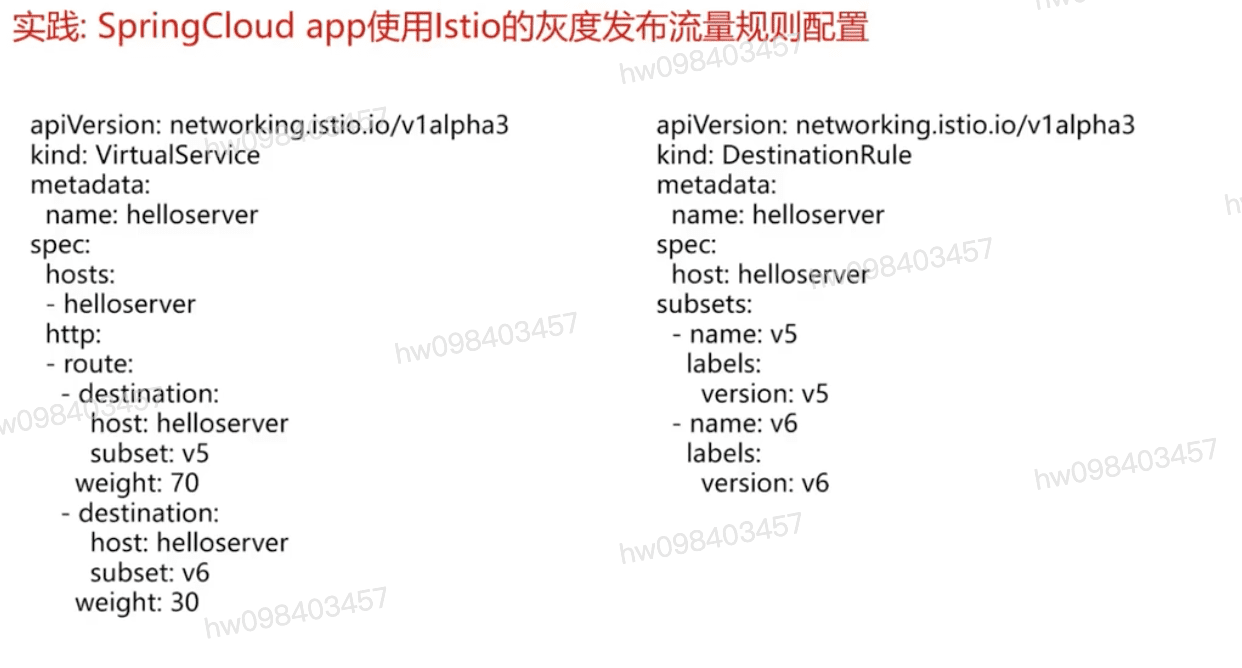 实践: SpringCloud app使用Istio的灰度发布流量规则配置
apiVersion: networking.istio.io/v1alpha3
kind: VirtualService
metadata:
  name: helloserver
spec:
  hosts:
  - helloserver
  http:
  - route:
    - destination:
        host: helloserver
        subset: v5
      weight: 70
    - destination:
        host: helloserver
        subset: v6
      weight: 30
apiVersion: networking.istio.io/v1alpha3
kind: DestinationRule
metadata:
  name: helloserver
spec:
  host: helloserver
subsets:
  - name: v5
    labels:
      version: v5
  - name: v6
    labels:
      version: v6
hw098403457
hw098403457
hw098403457
hw098403457
w098403457
hw098403457
hw098403457
hw098403457